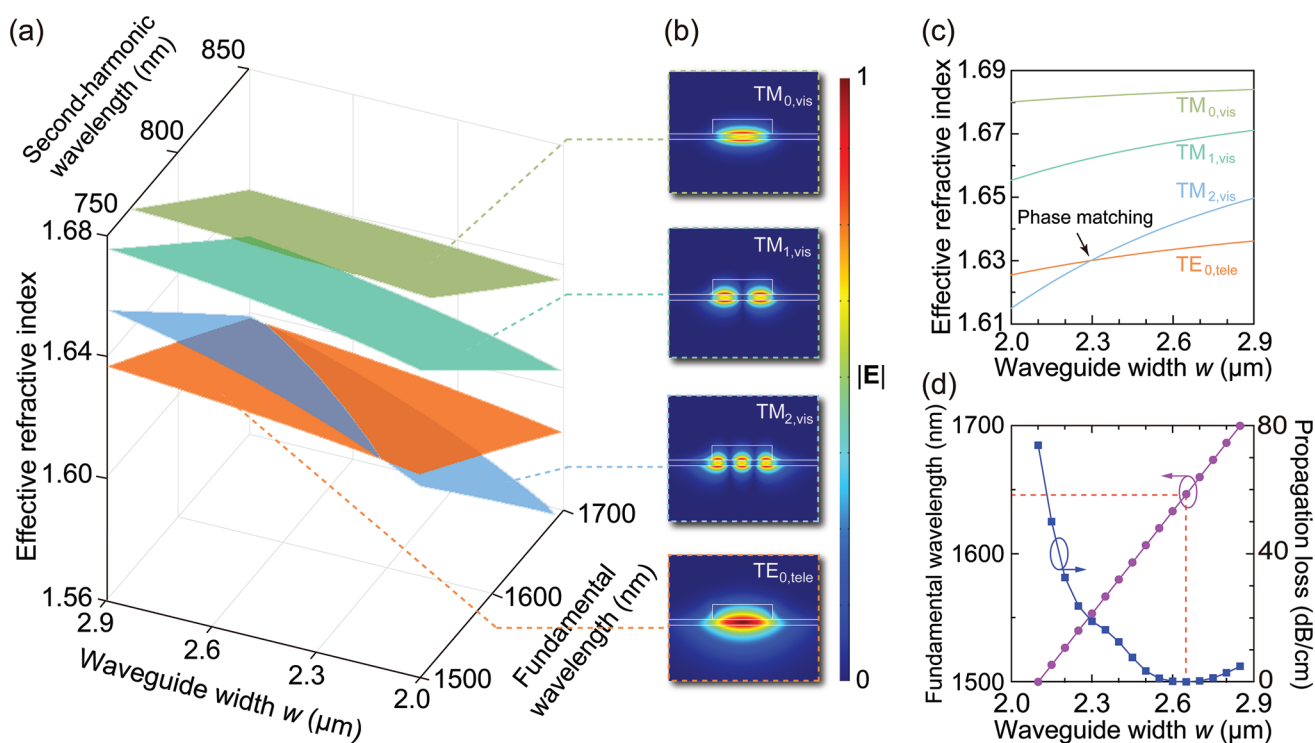 (a)
Second-harmonic
wavelength (nm)
850
800
750
1.68
1.64
1.60
1.56
Effective refractive index
2.9
2.6
2.3
2.0
Waveguide width w (μm)
1700
1600
1500
Fundamental
wavelength (nm)
(b)
TM0,vis
TM1,vis
TM2,vis
TE0,tele
1
|E|
0
(c)
1.69
1.67
1.65
1.63
1.61
Effective refractive index
TM0,vis
TM1,vis
TM2,vis
Phase matching
TE0,tele
2.0 2.3 2.6 2.9
Waveguide width w (μm)
(d)
Fundamental wavelength (nm)
1700
1600
1500
80
40
0
Propagation loss (dB/cm)
2.0 2.3 2.6 2.9
Waveguide width w (μm)